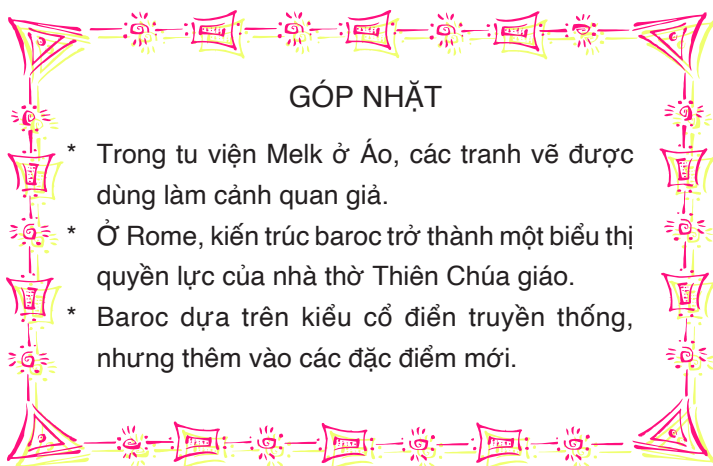 GÓP NHẶT
* Trong tu viện Melk ở Áo, các tranh vẽ được
dùng làm cảnh quan giả.
* Ở Rome, kiến trúc baroc trở thành một biểu thị
quyền lực của nhà thờ Thiên Chúa giáo.
* Baroc dựa trên kiểu cổ điển truyền thống,
nhưng thêm vào các đặc điểm mới.